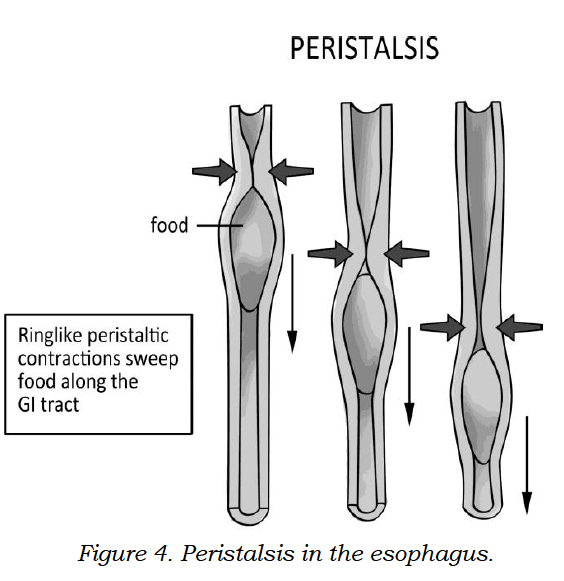 PERISTALSIS
food
Ringlike peristaltic
contractions sweep
food along the
GI tract
Figure 4. Peristalsis in the esophagus.